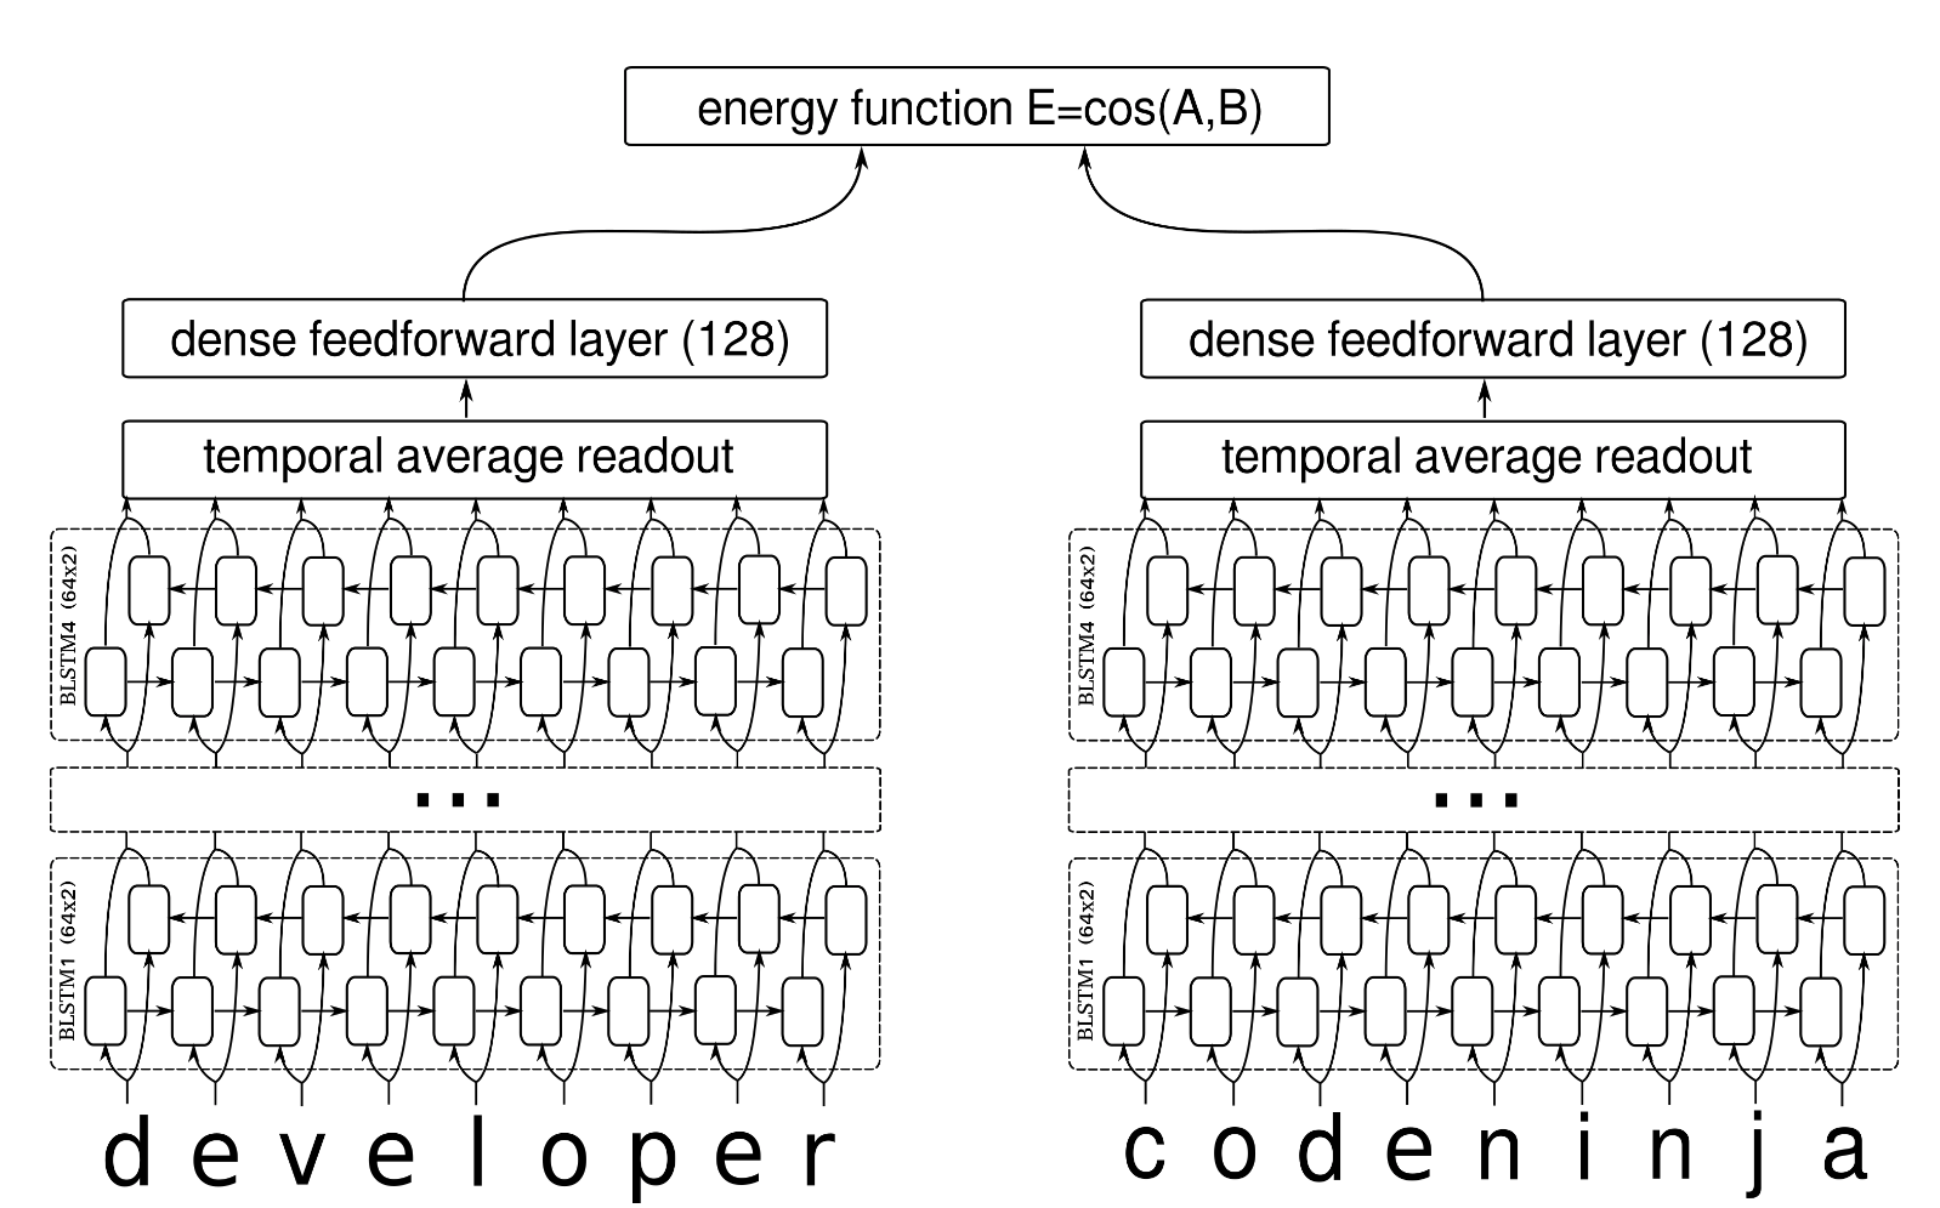 energy function E=cos(A,B)
dense feedforward layer (128)
temporal average readout
BLSTM4 (64x2)
...
BLSTM1 (64x2)
d e v e l o p e r
dense feedforward layer (128)
temporal average readout
BLSTM4 (64x2)
...
BLSTM1 (64x2)
c o d e n i n j a